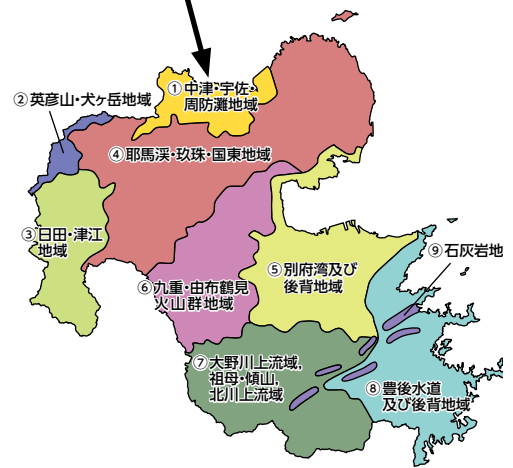 ①中津・宇佐・
周防灘地域
②英彦山・犬ヶ岳地域
④耶馬渓・玖珠・国東地域
③日田・津江
地域
⑨石灰岩地
⑤別府湾及び
後背地域
⑥九重・由布鶴見
火山群地域
⑦大野川上流域,
祖母・傾山,
北川上流域
⑧豊後水道
及び後背地域